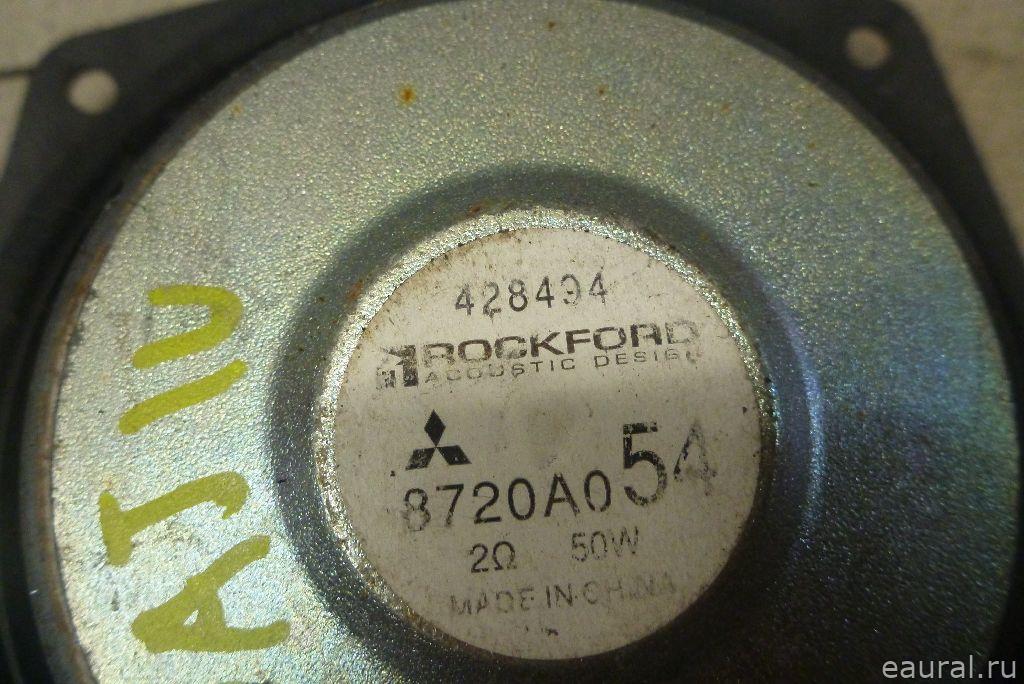 428494
ROCKFORD
ACOUSTIC DESIGN
8720A054
2Ω 50W
MADE IN CHINA
eaural.ru